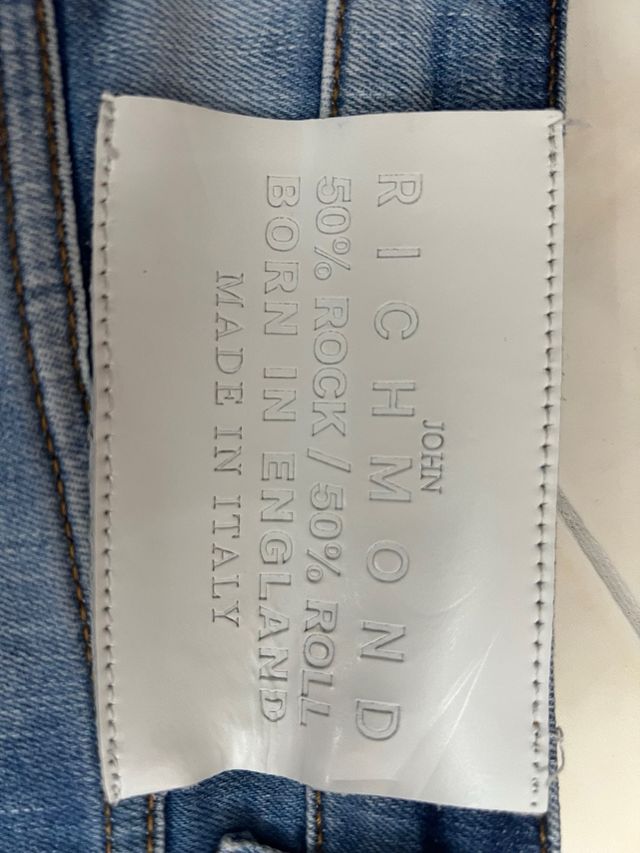 JOHN
RICHMOND
50% ROCK / 50% ROLL
BORN IN ENGLAND
MADE IN ITALY